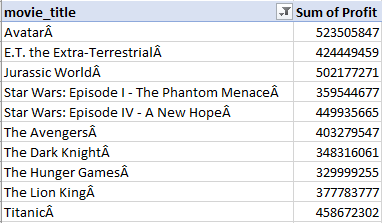 movie_title Sum of Profit
AvatarÂ 523505847
E.T. the Extra-TerrestrialÂ 424449459
Jurassic WorldÂ 502177271
Star Wars: Episode I - The Phantom MenaceÂ 359544677
Star Wars: Episode IV - A New HopeÂ 449935665
The AvengersÂ 403279547
The Dark KnightÂ 348316061
The Hunger GamesÂ 329999255
The Lion KingÂ 377783777
TitanicÂ 458672302